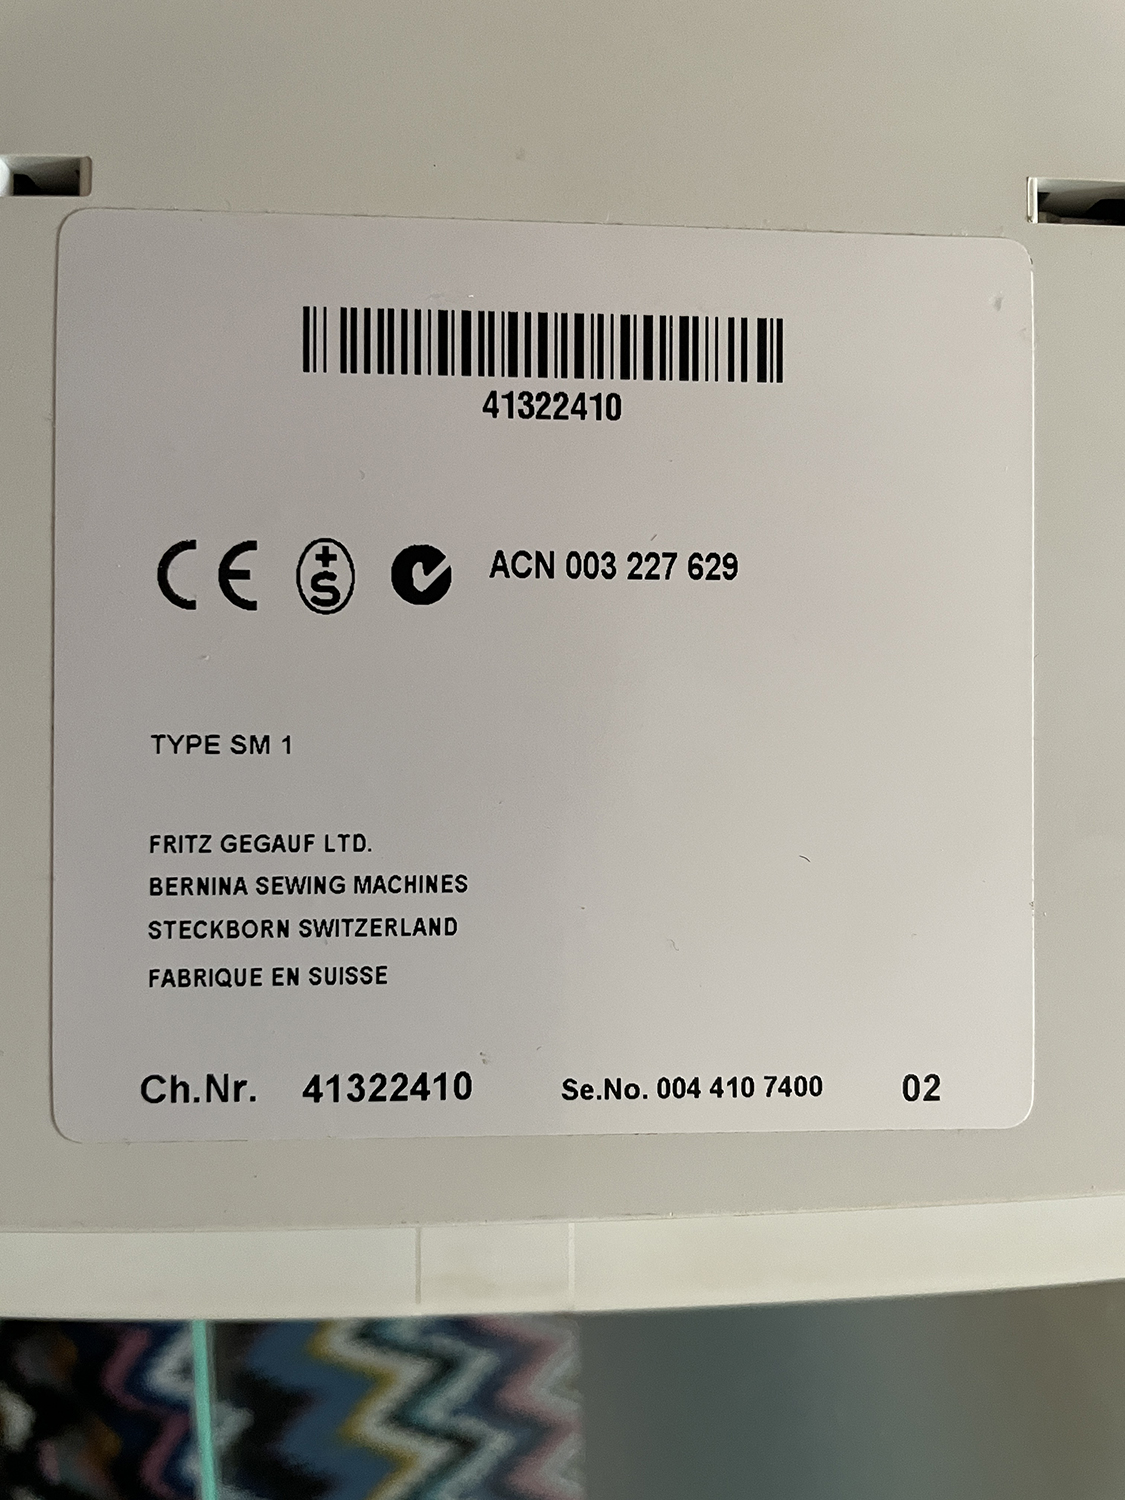 41322410
CE +S ACN 003 227 629
TYPE SM 1
FRITZ GEGAUF LTD.
BERNINA SEWING MACHINES
STECKBORN SWITZERLAND
FABRIQUE EN SUISSE
Ch.Nr. 41322410 Se.No. 004 410 7400 02